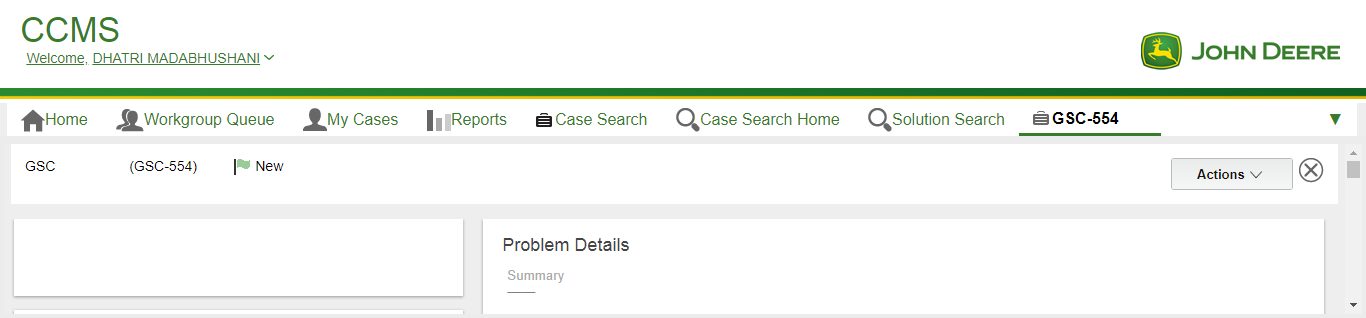 CCMS
Welcome, DHATRI MADABHUSHANI
JOHN DEERE
Home Workgroup Queue My Cases Reports Case Search Case Search Home Solution Search GSC-554
GSC (GSC-554) New Actions
Problem Details
Summary